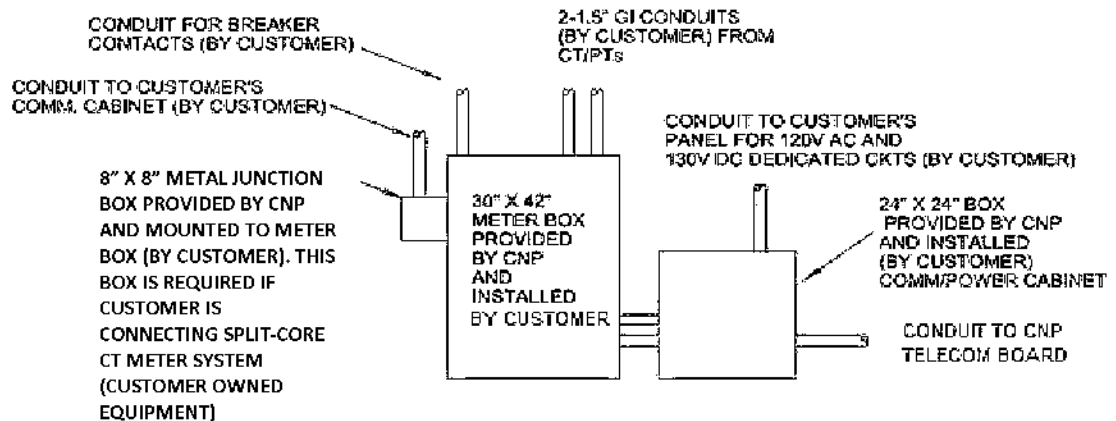 CONDUIT FOR BREAKER
CONTACTS (BY CUSTOMER)
2-1.5" GI CONDUITS
(BY CUSTOMER) FROM
CT/PTs
CONDUIT TO CUSTOMER'S
COMM. CABINET (BY CUSTOMER)
CONDUIT TO CUSTOMER'S
PANEL FOR 120V AC AND
130V DC DEDICATED CKTS (BY CUSTOMER)
8" X 8" METAL JUNCTION
BOX PROVIDED BY CNP
AND MOUNTED TO METER
BOX (BY CUSTOMER). THIS
BOX IS REQUIRED IF
CUSTOMER IS
CONNECTING SPLIT-CORE
CT METER SYSTEM
(CUSTOMER OWNED
EQUIPMENT)
30" X 42"
METER BOX
PROVIDED
BY CNP
AND
INSTALLED
BY CUSTOMER
24" X 24" BOX
PROVIDED BY CNP
AND INSTALLED
(BY CUSTOMER)
COMM/POWER CABINET
CONDUIT TO CNP
TELECOM BOARD